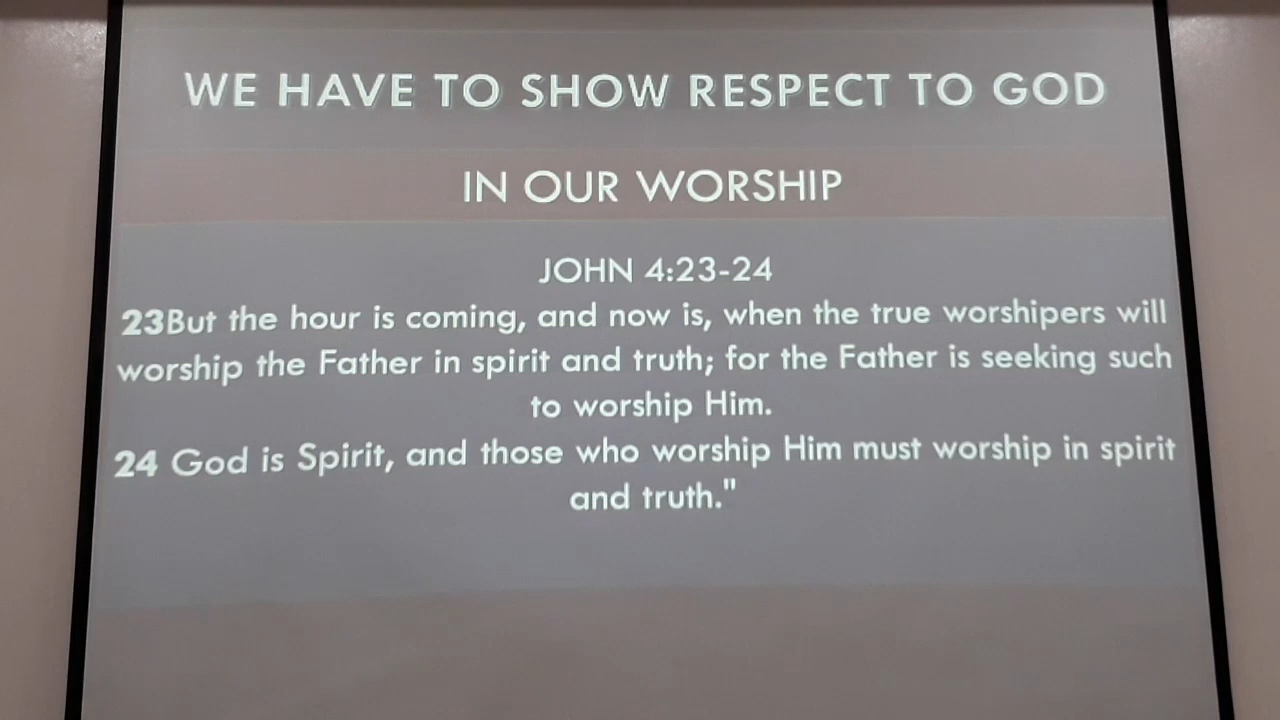 WE HAVE TO SHOW RESPECT TO GOD
IN OUR WORSHIP
JOHN 4:23-24
23But the hour is coming, and now is, when the true worshipers will
worship the Father in spirit and truth; for the Father is seeking such
to worship Him.
24 God is Spirit, and those who worship Him must worship in spirit
and truth."